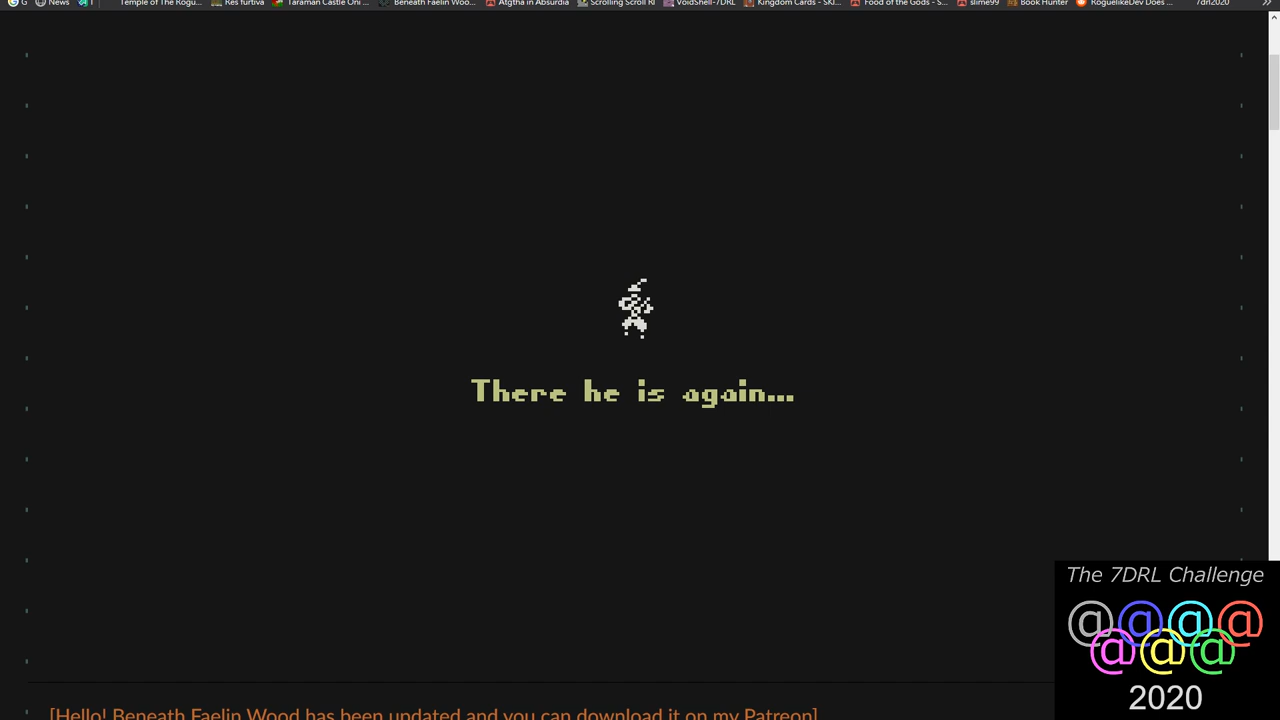 G News T Temple of The Rogu... Res furtiva Taraman Castle Oni ... Beneath Faelin Woo... Atgtha in Absurdia Scrolling Scroll RI VoidShell-7DRL Kingdom Cards - SKI... Food of the Gods - S... slime99 Book Hunter RoguelikeDev Does ... 7drl2020 »
There he is again...
The 7DRL Challenge
@@@@
@@@
2020
[Hello! Beneath Faelin Wood has been updated and you can download it on my Patreon]